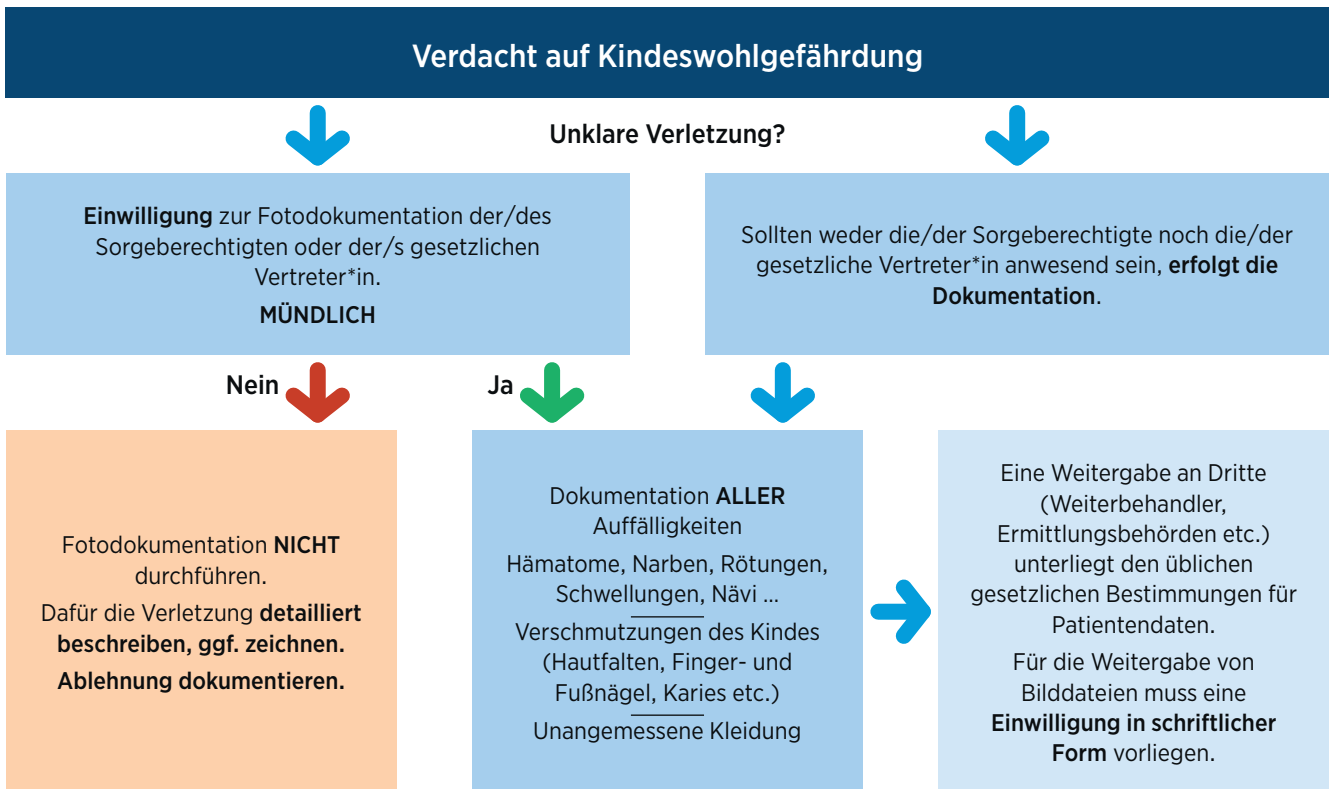 Verdacht auf Kindeswohlgefährdung
Unklare Verletzung?
Einwilligung zur Fotodokumentation der/des
Sorgeberechtigten oder der/s gesetzlichen
Vertreter*in.
MÜNDLICH
Sollten weder die/der Sorgeberechtigte noch die/der
gesetzliche Vertreter*in anwesend sein, erfolgt die
Dokumentation.
Nein
Ja
Fotodokumentation NICHT
durchführen.
Dafür die Verletzung detailliert
beschreiben, ggf. zeichnen.
Ablehnung dokumentieren.
Dokumentation ALLER
Auffälligkeiten
Hämatome, Narben, Rötungen,
Schwellungen, Nävi ...
Verschmutzungen des Kindes
(Hautfalten, Finger- und
Fußnägel, Karies etc.)
Unangemessene Kleidung
Eine Weitergabe an Dritte
(Weiterbehandler,
Ermittlungsbehörden etc.)
unterliegt den üblichen
gesetzlichen Bestimmungen für
Patientendaten.
Für die Weitergabe von
Bilddateien muss eine
Einwilligung in schriftlicher
Form vorliegen.